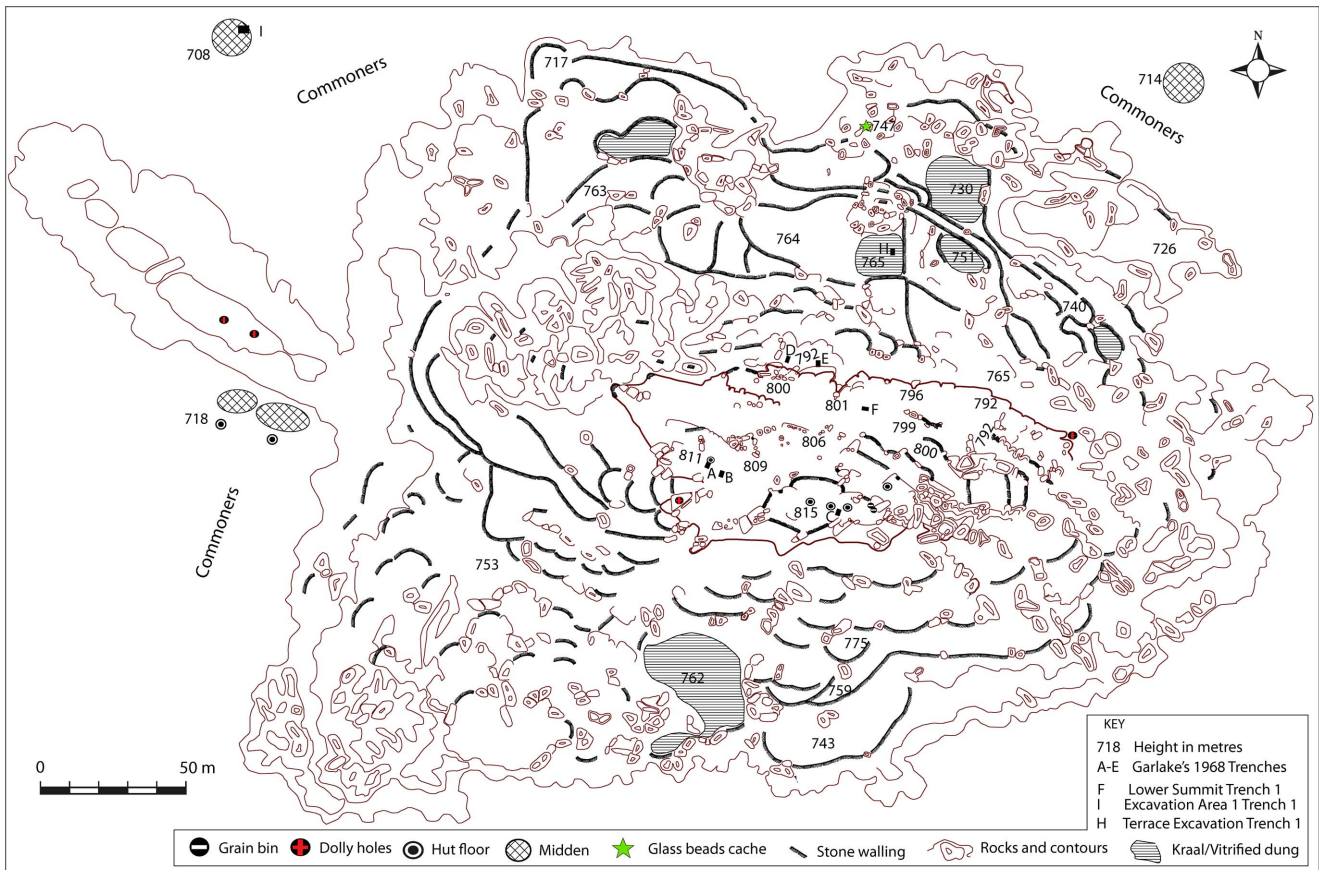 I
708
Commoners
717
714
N
Commoners
747
763
730
764
H
765
751
726
740
D
792
E
765
800
796
792
801
F
799
792
718
806
800
811
809
A
B
815
C
Commoners
753
775
762
759
743
0
50 m
KEY
718 Height in metres
A-E Garlake's 1968 Trenches
F Lower Summit Trench 1
I Excavation Area 1 Trench 1
H Terrace Excavation Trench 1
Grain bin Dolly holes Hut floor Midden Glass beads cache Stone walling Rocks and contours Kraal/Vitrified dung